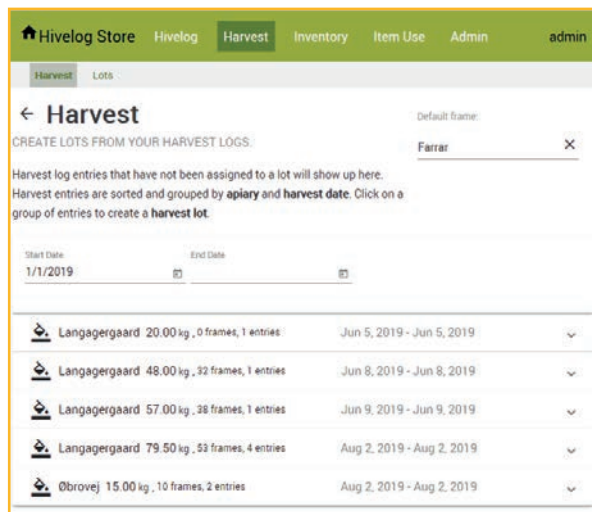 Hivelog Store Hivelog Harvest Inventory Item Use Admin admin
Harvest Lots
← Harvest
Default frame:
CREATE LOTS FROM YOUR HARVEST LOGS.
Farrar ✕
Harvest log entries that have not been assigned to a lot will show up here.
Harvest entries are sorted and grouped by apiary and harvest date. Click on a
group of entries to create a harvest lot.
Start Date End Date
1/1/2019
Langagergaard 20.00 kg , 0 frames, 1 entries Jun 5, 2019 - Jun 5, 2019
Langagergaard 48.00 kg , 32 frames, 1 entries Jun 8, 2019 - Jun 8, 2019
Langagergaard 57.00 kg , 38 frames, 1 entries Jun 9, 2019 - Jun 9, 2019
Langagergaard 79.50 kg , 53 frames, 4 entries Aug 2, 2019 - Aug 2, 2019
Øbrovej 15.00 kg , 10 frames, 2 entries Aug 2, 2019 - Aug 2, 2019